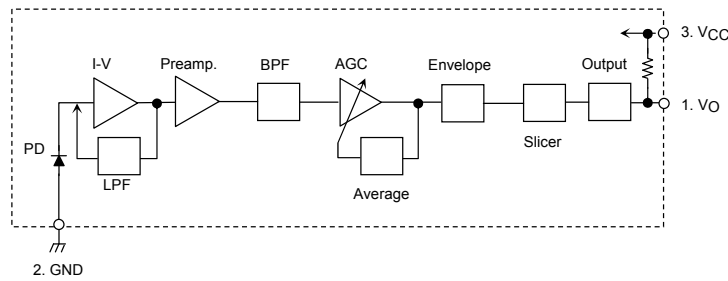 I-V
Preamp.
BPF
AGC
Envelope
Output
3. VCC
1. VO
Slicer
PD
LPF
Average
2. GND